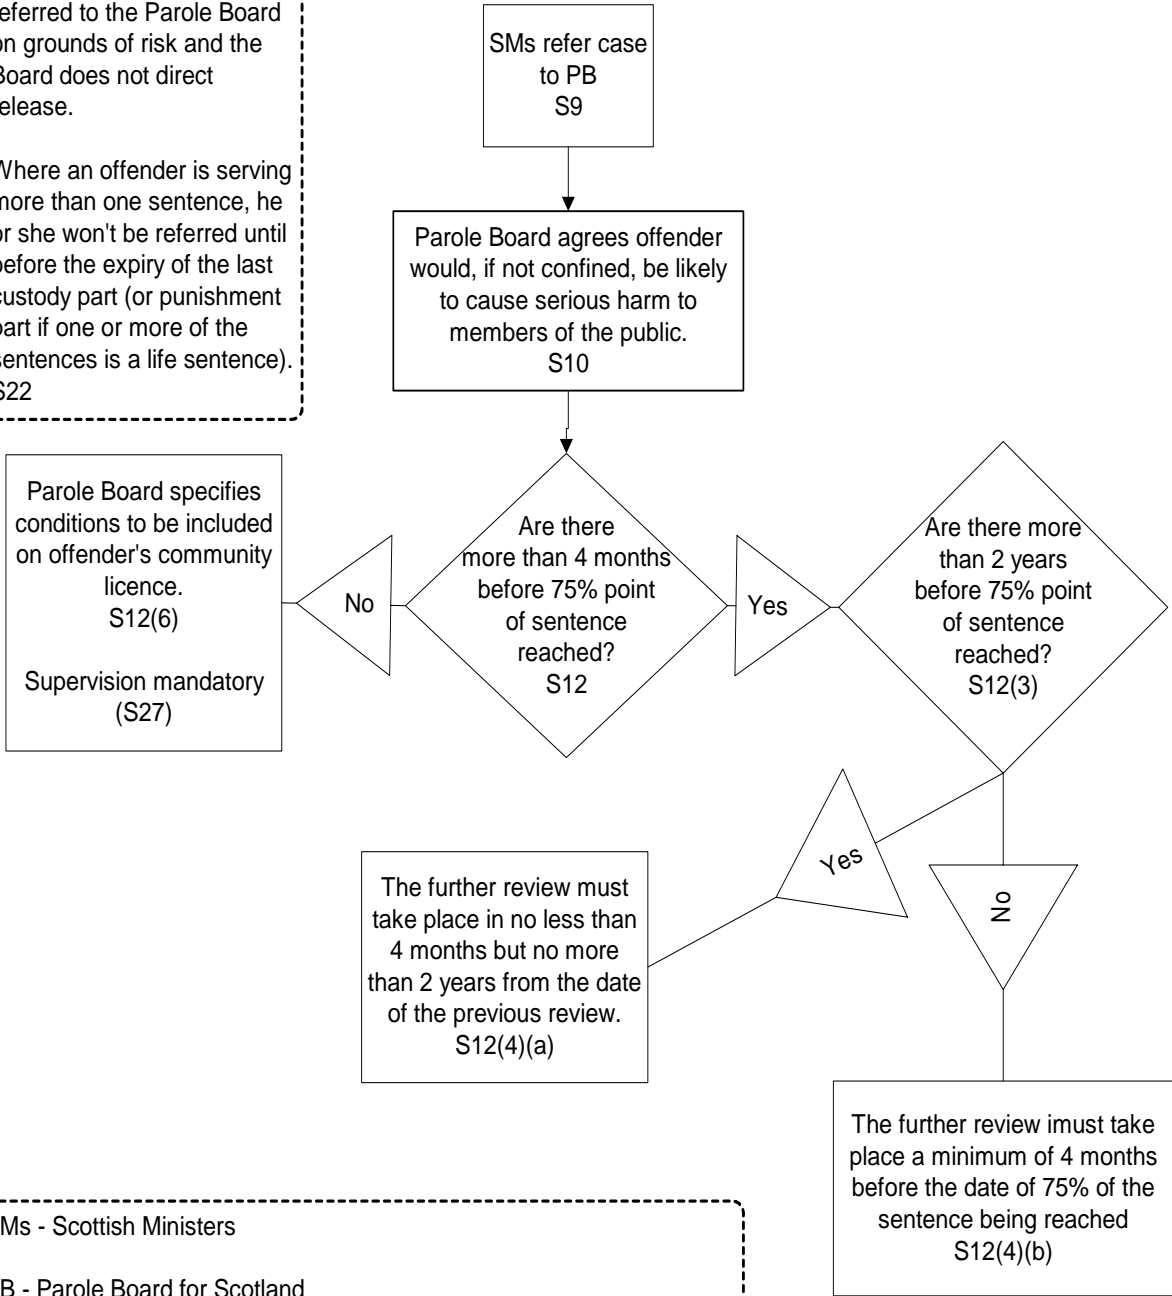 referred to the Parole Board
on grounds of risk and the
Board does not direct
release.
Where an offender is serving
more than one sentence, he
or she won't be referred until
before the expiry of the last
custody part (or punishment
part if one or more of the
sentences is a life sentence).
S22
SMs refer case
to PB
S9
Parole Board agrees offender
would, if not confined, be likely
to cause serious harm to
members of the public.
S10
Parole Board specifies
conditions to be included
on offender's community
licence.
S12(6)
Supervision mandatory
(S27)
No
Are there
more than 4 months
before 75% point
of sentence
reached?
S12
Yes
Are there more
than 2 years
before 75% point
of sentence
reached?
S12(3)
Yes
No
The further review must
take place in no less than
4 months but no more
than 2 years from the date
of the previous review.
S12(4)(a)
The further review imust take
place a minimum of 4 months
before the date of 75% of the
sentence being reached
S12(4)(b)
Ms - Scottish Ministers
B - Parole Board for Scotland